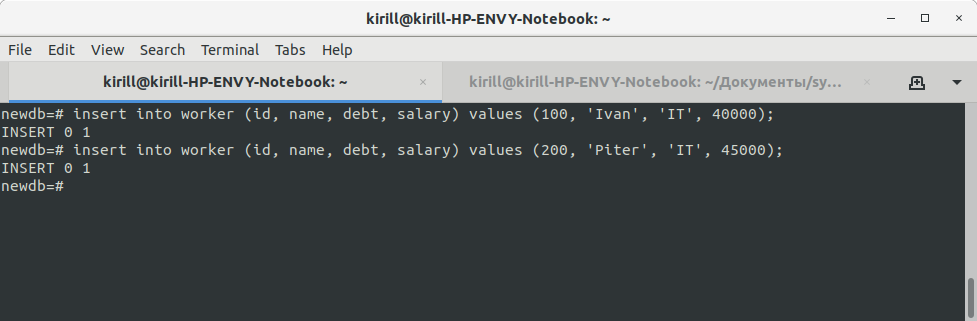 kirill@kirill-HP-ENVY-Notebook: ~
File Edit View Search Terminal Tabs Help
kirill@kirill-HP-ENVY-Notebook: ~ × kirill@kirill-HP-ENVY-Notebook: ~/Документы/sy... ×
newdb=# insert into worker (id, name, debt, salary) values (100, 'Ivan', 'IT', 40000);
INSERT 0 1
newdb=# insert into worker (id, name, debt, salary) values (200, 'Piter', 'IT', 45000);
INSERT 0 1
newdb=#